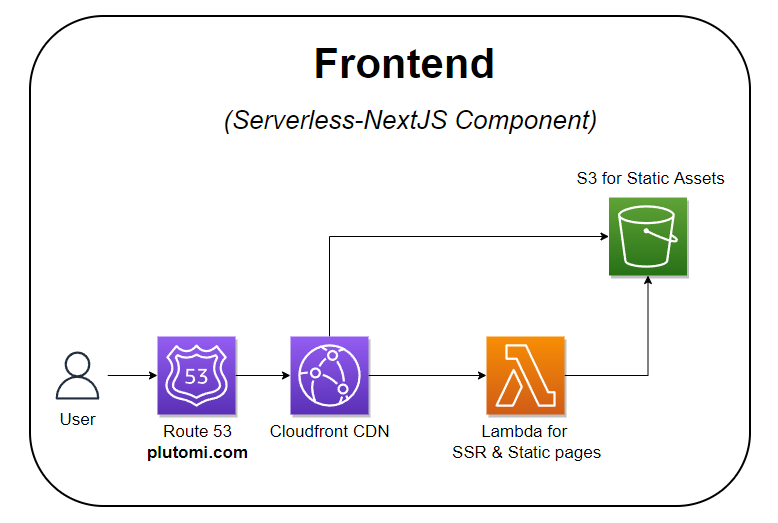 Frontend
(Serverless-NextJS Component)
S3 for Static Assets
53
User
Route 53
plutomi.com
Cloudfront CDN
Lambda for
SSR & Static pages